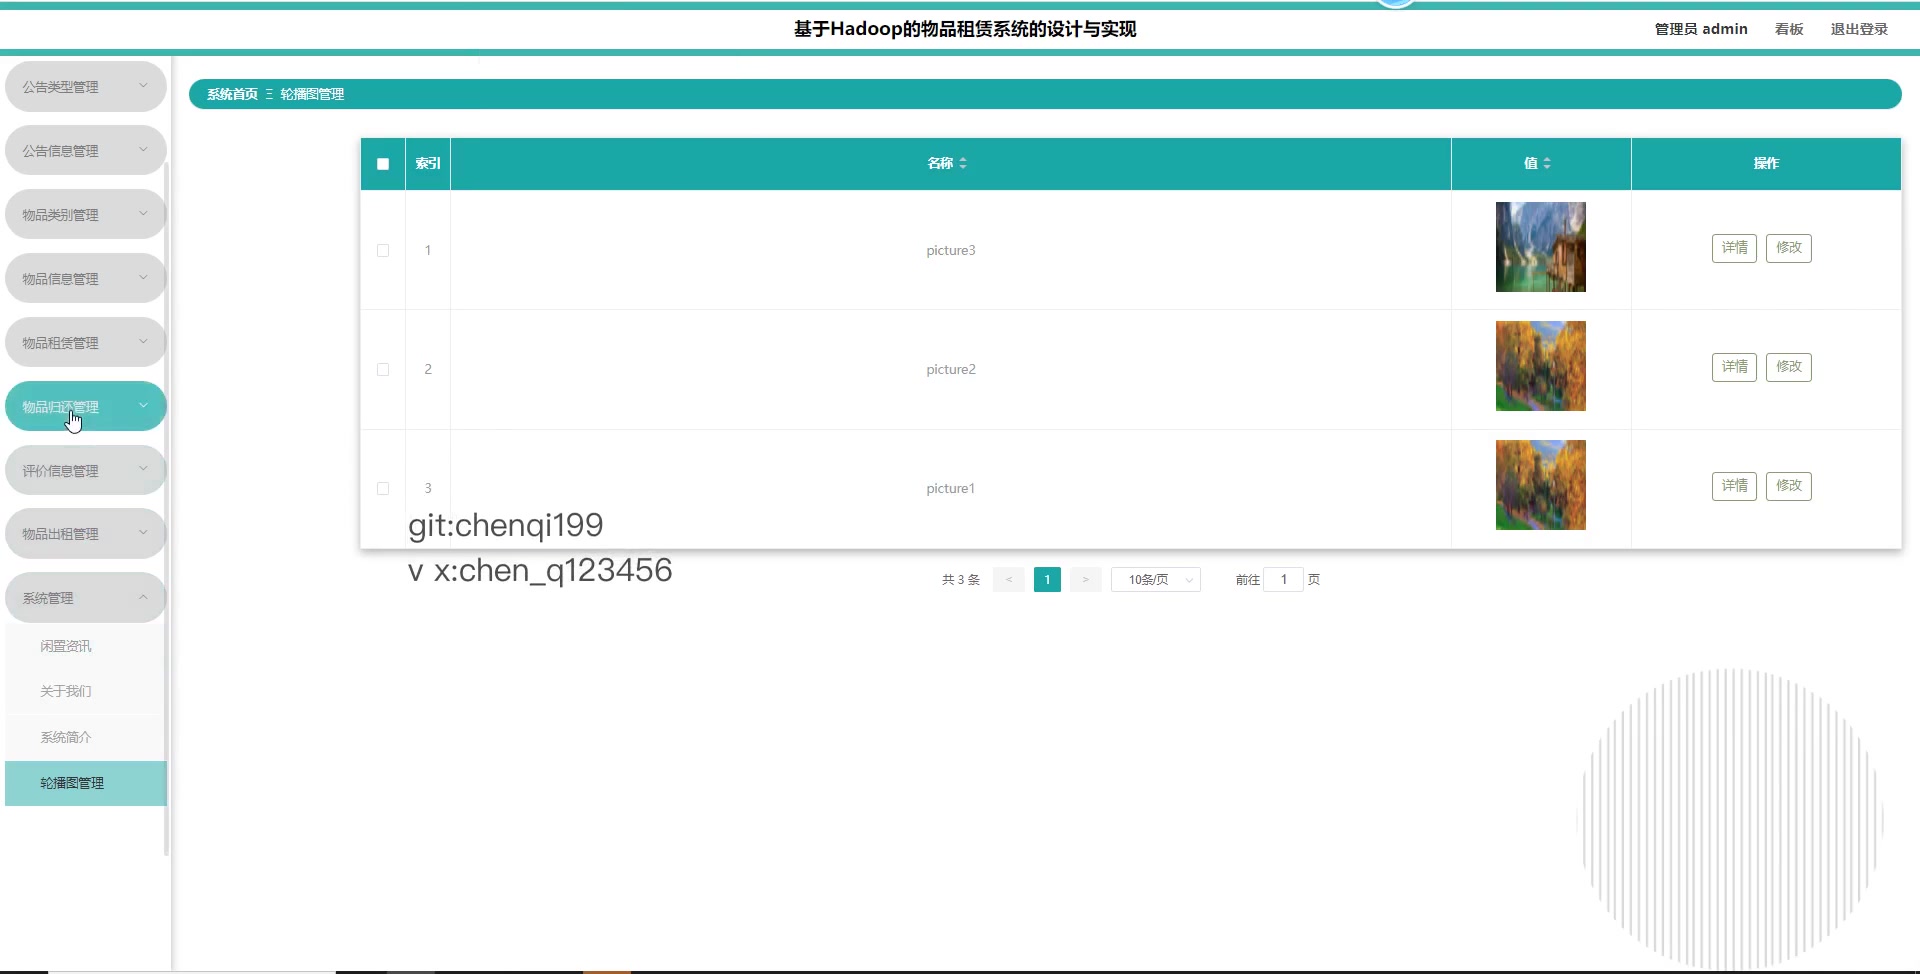 基于Hadoop的物品租赁系统的设计与实现
管理员 admin 看板 退出登录
公告类型管理
公告信息管理
物品类别管理
物品信息管理
物品租赁管理
物品归还管理
评价信息管理
物品出租管理
系统管理
闲置资讯
关于我们
系统简介
轮播图管理
系统首页 Ξ 轮播图管理
索引 名称 值 操作
1 picture3 详情 修改
2 picture2 详情 修改
3 picture1 详情 修改
git:chenqi199
v x:chen_q123456
共 3 条 < 1 > 10条/页 前往 1 页